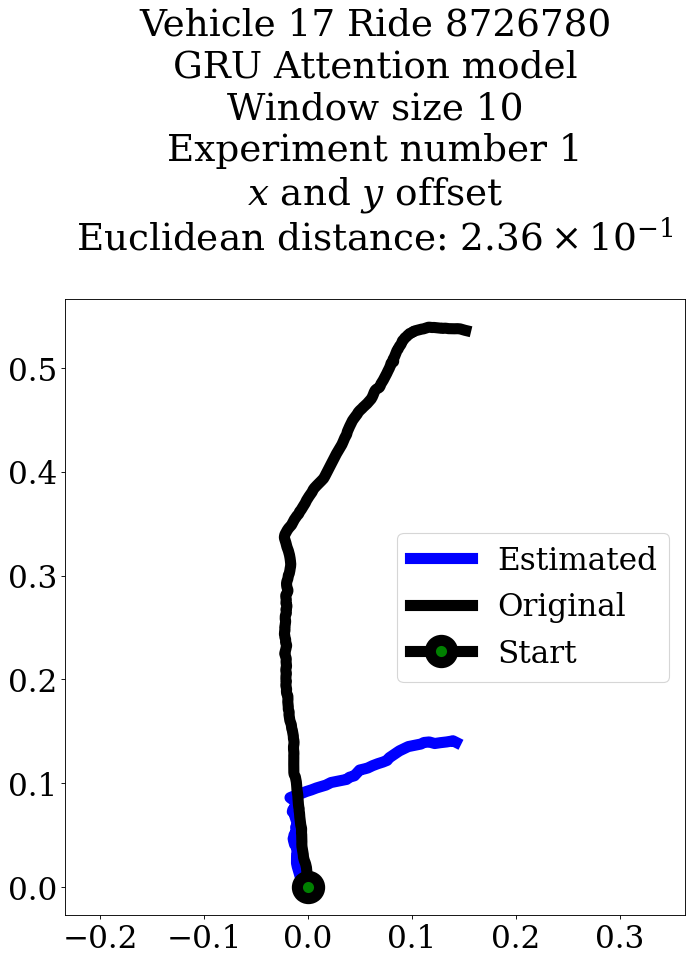 Vehicle 17 Ride 8726780
GRU Attention model
Window size 10
Experiment number 1
x and y offset
Euclidean distance: 2.36 × 10⁻¹
0.5
0.4
0.3
0.2
0.1
0.0
Estimated
Original
Start
−0.2 −0.1 0.0 0.1 0.2 0.3